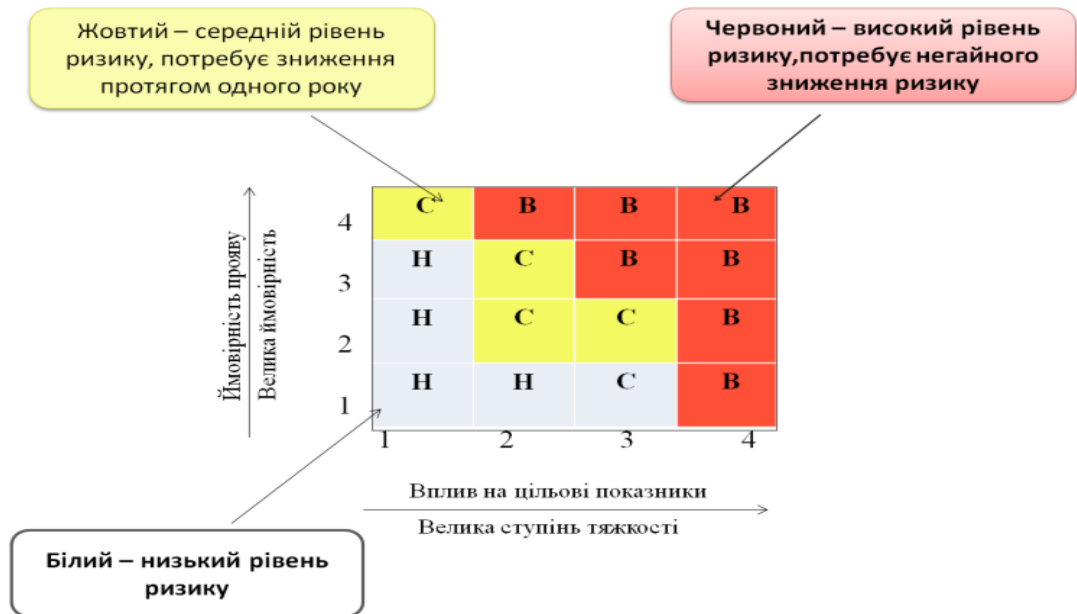 Жовтий – середній рівень
ризику, потребує зниження
протягом одного року
Червоний – високий рівень
ризику,потребує негайного
зниження ризику
Ймовірність прояву
Велика ймовірність
4 С В В В
3 Н С В В
2 Н С С В
1 Н Н С В
1 2 3 4
Вплив на цільові показники
Велика ступінь тяжкості
Білий – низький рівень
ризику